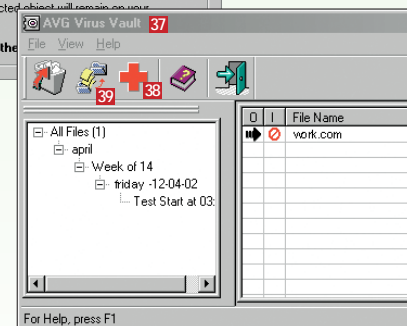 cted object will remain on your
the
AVG Virus Vault 37
File View Help
39 38
O I File Name
work.com
All Files (1)
april
Week of 14
friday -12-04-02
Test Start at 03:
For Help, press F1